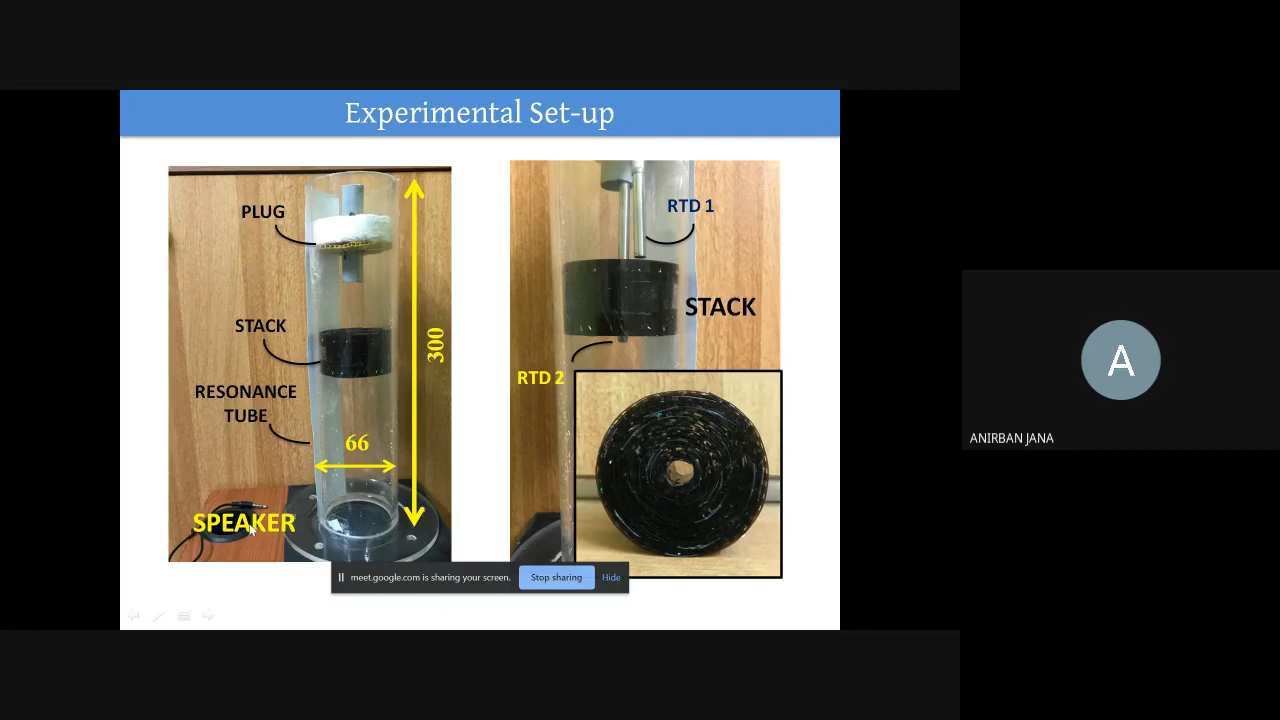 Experimental Set-up
PLUG
STACK
RESONANCE
TUBE
300
66
SPEAKER
RTD 1
STACK
RTD 2
meet.google.com is sharing your screen.
Stop sharing
Hide
A
ANIRBAN JANA